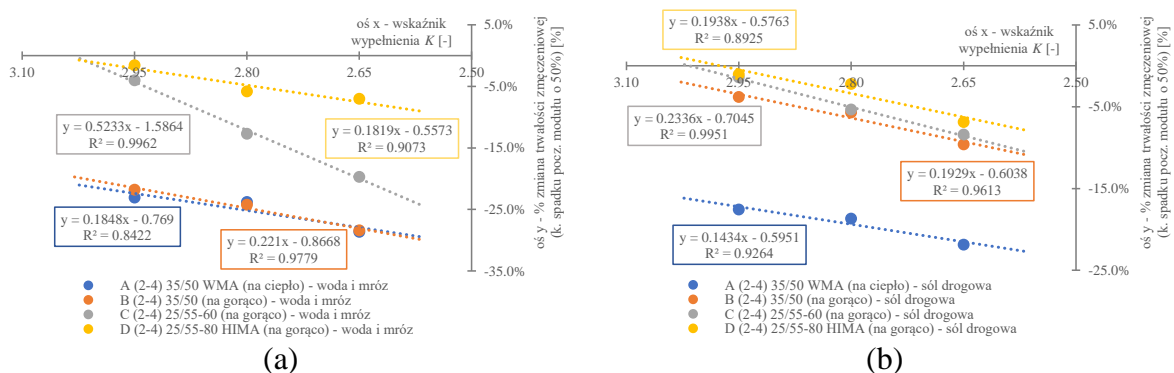 5.0%
oś x - wskaźnik
wypełnienia K [-]
3.10
2.95
2.80
2.65
2.50
-5.0%
-15.0%
-25.0%
-35.0%
oś y - % zmiana trwałości zmęczeniowej
(k. spadku pocz. modułu o 50%) [%]
y = 0.5233x - 1.5864
R² = 0.9962
y = 0.1819x - 0.5573
R² = 0.9073
y = 0.1848x - 0.769
R² = 0.8422
y = 0.221x - 0.8668
R² = 0.9779
A (2-4) 35/50 WMA (na ciepło) - woda i mróz
B (2-4) 35/50 (na gorąco) - woda i mróz
C (2-4) 25/55-60 (na gorąco) - woda i mróz
D (2-4) 25/55-80 HIMA (na gorąco) - woda i mróz
(a)
y = 0.1938x - 0.5763
R² = 0.8925
5.0%
oś x - wskaźnik
wypełnienia K [-]
3.10
2.95
2.80
2.65
2.50
-5.0%
-15.0%
-25.0%
oś y - % zmiana trwałości zmęczeniowej
(k. spadku pocz. modułu o 50%) [%]
y = 0.2336x - 0.7045
R² = 0.9951
y = 0.1929x - 0.6038
R² = 0.9613
y = 0.1434x - 0.5951
R² = 0.9264
A (2-4) 35/50 WMA (na ciepło) - sól drogowa
B (2-4) 35/50 (na gorąco) - sól drogowa
C (2-4) 25/55-60 (na gorąco) - sól drogowa
D (2-4) 25/55-80 HIMA (na gorąco) - sól drogowa
(b)